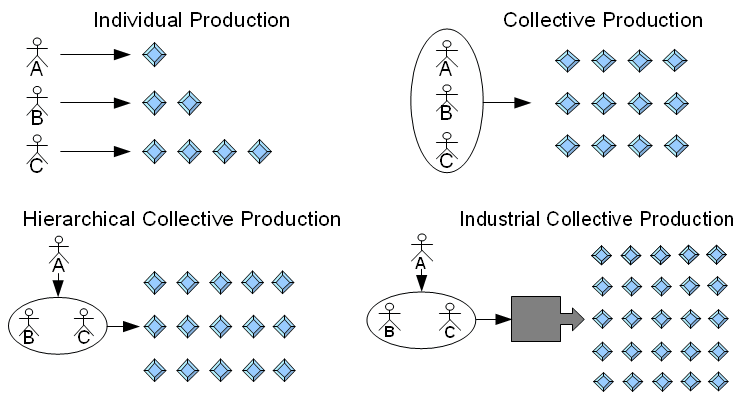 Individual Production
A
B
C
Collective Production
A
B
C
Hierarchical Collective Production
A
B C
Industrial Collective Production
A
B C